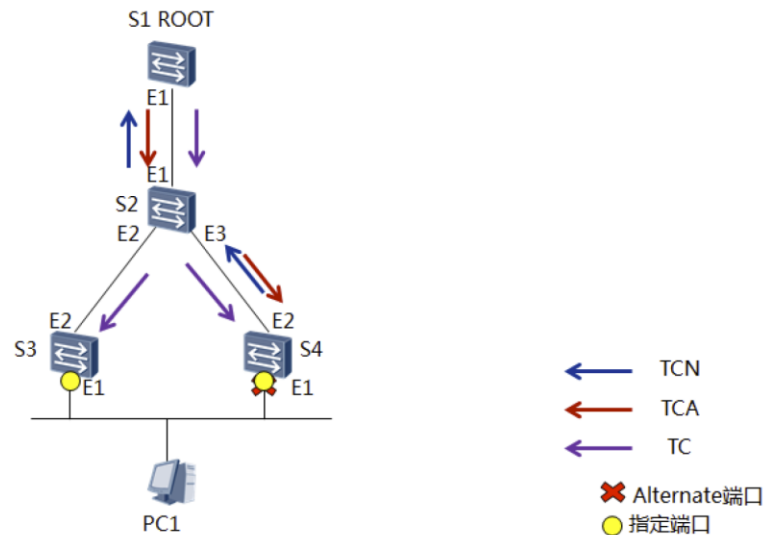 S1 ROOT
E1
E1
S2
E2
E3
E2
E2
S3
S4
E1
E1
PC1
TCN
TCA
TC
Alternate端口
指定端口